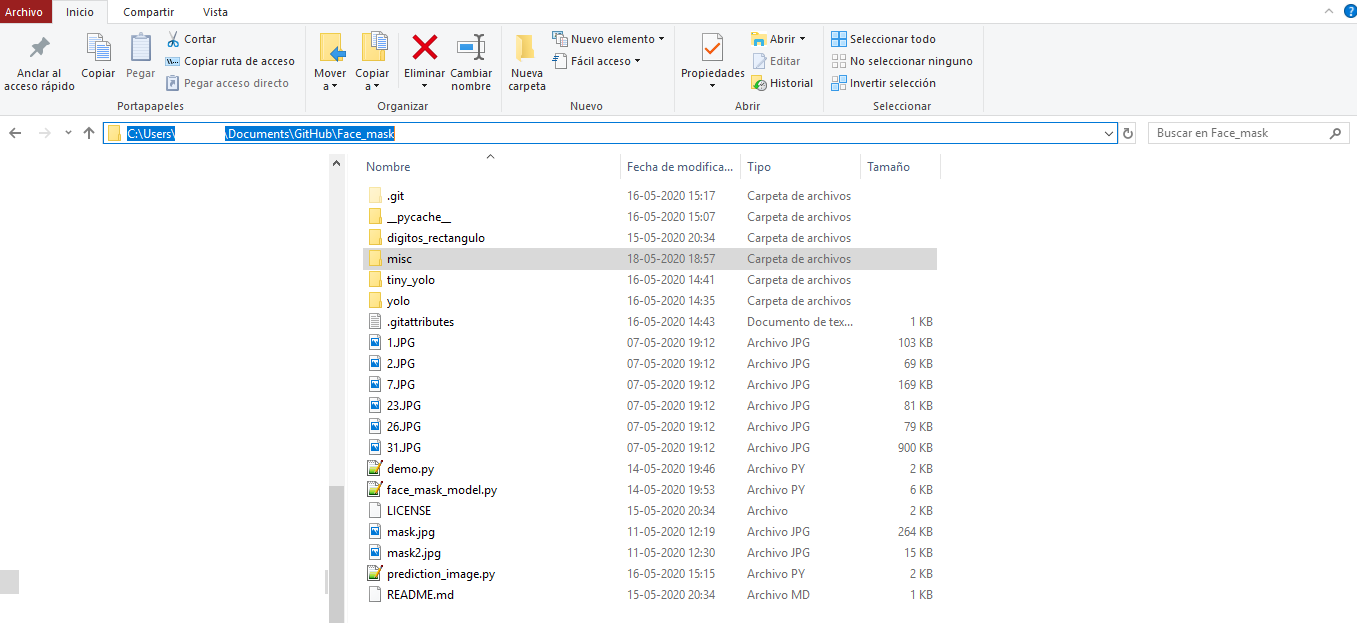 Archivo Inicio Compartir Vista
Anclar al acceso rápido
Copiar
Pegar
Cortar
Copiar ruta de acceso
Pegar acceso directo
Portapapeles
Mover a
Copiar a
Eliminar
Cambiar nombre
Organizar
Nueva carpeta
Nuevo elemento
Fácil acceso
Nuevo
Propiedades
Abrir
Editar
Historial
Abrir
Seleccionar todo
No seleccionar ninguno
Invertir selección
Seleccionar
C:\Users\ \Documents\GitHub\Face_mask
Buscar en Face_mask
Nombre Fecha de modifica... Tipo Tamaño
.git 16-05-2020 15:17 Carpeta de archivos
__pycache__ 16-05-2020 15:07 Carpeta de archivos
digitos_rectangulo 15-05-2020 20:34 Carpeta de archivos
misc 18-05-2020 18:57 Carpeta de archivos
tiny_yolo 16-05-2020 14:41 Carpeta de archivos
yolo 16-05-2020 14:35 Carpeta de archivos
.gitattributes 16-05-2020 14:43 Documento de tex... 1 KB
1.JPG 07-05-2020 19:12 Archivo JPG 103 KB
2.JPG 07-05-2020 19:12 Archivo JPG 69 KB
7.JPG 07-05-2020 19:12 Archivo JPG 169 KB
23.JPG 07-05-2020 19:12 Archivo JPG 81 KB
26.JPG 07-05-2020 19:12 Archivo JPG 79 KB
31.JPG 07-05-2020 19:12 Archivo JPG 900 KB
demo.py 14-05-2020 19:46 Archivo PY 2 KB
face_mask_model.py 14-05-2020 19:53 Archivo PY 6 KB
LICENSE 15-05-2020 20:34 Archivo 2 KB
mask.jpg 11-05-2020 12:19 Archivo JPG 264 KB
mask2.jpg 11-05-2020 12:30 Archivo JPG 15 KB
prediction_image.py 16-05-2020 15:15 Archivo PY 2 KB
README.md 15-05-2020 20:34 Archivo MD 1 KB